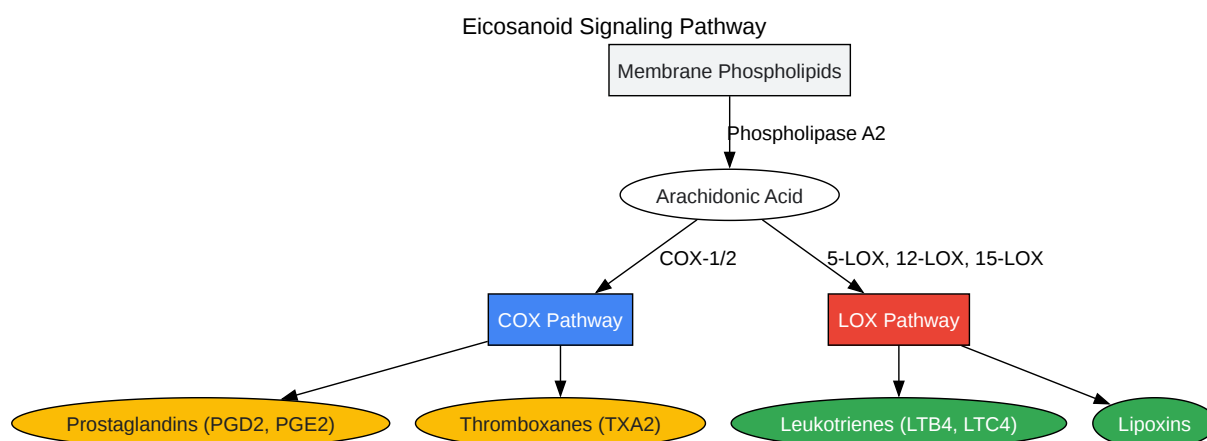 Eicosanoid Signaling Pathway
Membrane Phospholipids
Phospholipase A2
Arachidonic Acid
COX-1/2
5-LOX, 12-LOX, 15-LOX
COX Pathway
LOX Pathway
Prostaglandins (PGD2, PGE2)
Thromboxanes (TXA2)
Leukotrienes (LTB4, LTC4)
Lipoxins